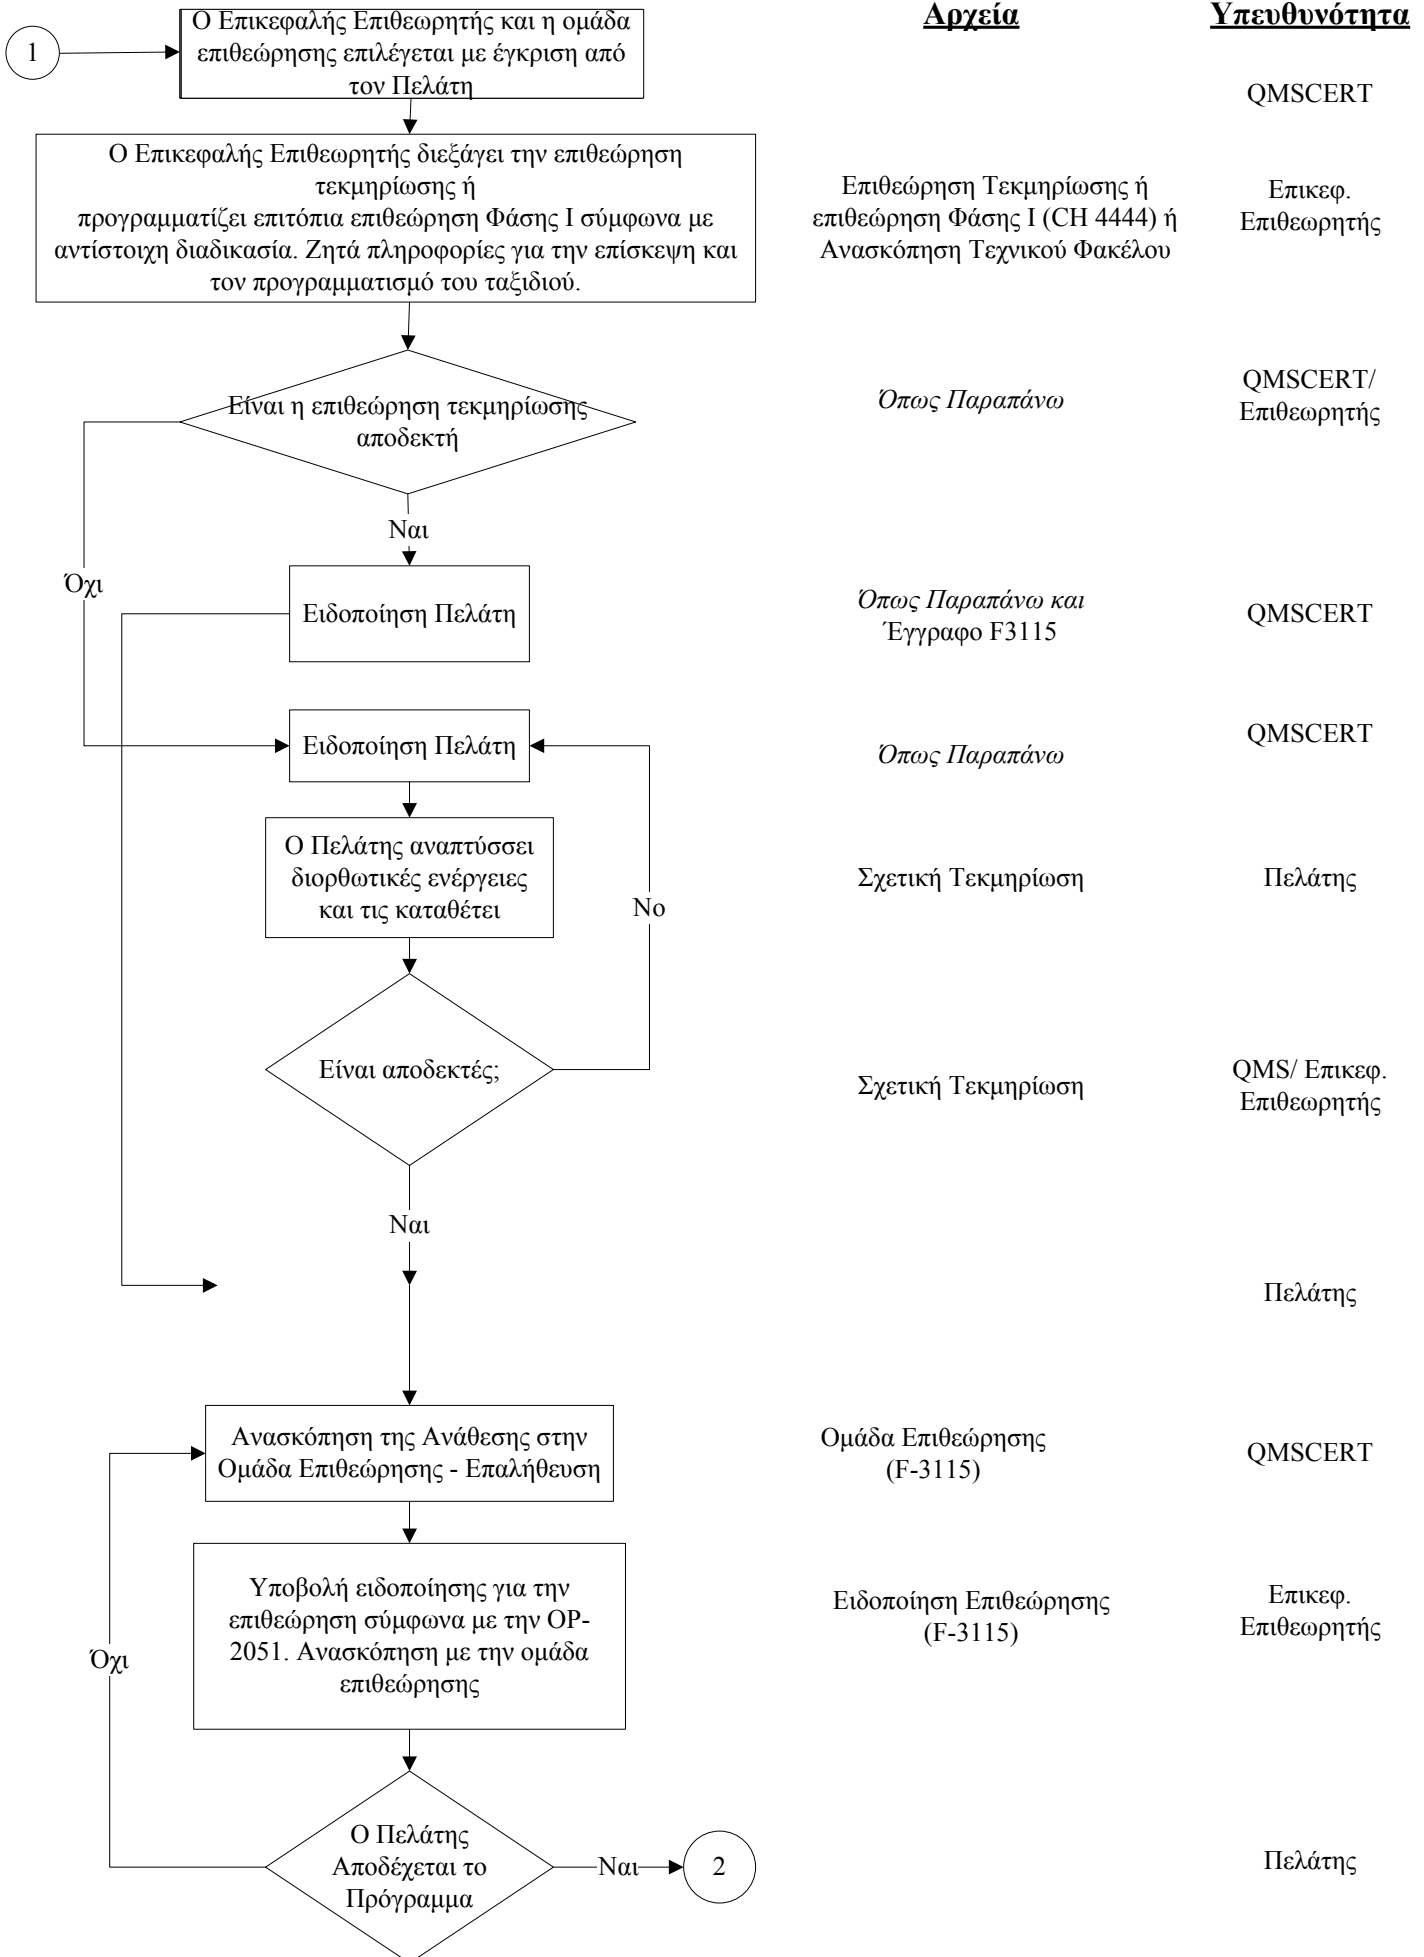 Αρχεία
Υπευθυνότητα
1
Ο Επικεφαλής Επιθεωρητής και η ομάδα
επιθεώρησης επιλέγεται με έγκριση από
τον Πελάτη
QMSCERT
Ο Επικεφαλής Επιθεωρητής διεξάγει την επιθεώρηση
τεκμηρίωσης ή
προγραμματίζει επιτόπια επιθεώρηση Φάσης Ι σύμφωνα με
αντίστοιχη διαδικασία. Ζητά πληροφορίες για την επίσκεψη και
τον προγραμματισμό του ταξιδιού.
Επιθεώρηση Τεκμηρίωσης ή
επιθεώρηση Φάσης Ι (CH 4444) ή
Ανασκόπηση Τεχνικού Φακέλου
Επικεφ.
Επιθεωρητής
Είναι η επιθεώρηση τεκμηρίωσης
αποδεκτή
Όπως Παραπάνω
QMSCERT/
Επιθεωρητής
Ναι
Όχι
Ειδοποίηση Πελάτη
Όπως Παραπάνω και
Έγγραφο F3115
QMSCERT
Ειδοποίηση Πελάτη
Όπως Παραπάνω
QMSCERT
Ο Πελάτης αναπτύσσει
διορθωτικές ενέργειες
και τις καταθέτει
No
Σχετική Τεκμηρίωση
Πελάτης
Είναι αποδεκτές;
Σχετική Τεκμηρίωση
QMS/ Επικεφ.
Επιθεωρητής
Ναι
Πελάτης
Ανασκόπηση της Ανάθεσης στην
Ομάδα Επιθεώρησης - Επαλήθευση
Ομάδα Επιθεώρησης
(F-3115)
QMSCERT
Υποβολή ειδοποίησης για την
επιθεώρηση σύμφωνα με την OP-
2051. Ανασκόπηση με την ομάδα
επιθεώρησης
Ειδοποίηση Επιθεώρησης
(F-3115)
Επικεφ.
Επιθεωρητής
Όχι
Ο Πελάτης
Αποδέχεται το
Πρόγραμμα
Ναι
2
Πελάτης